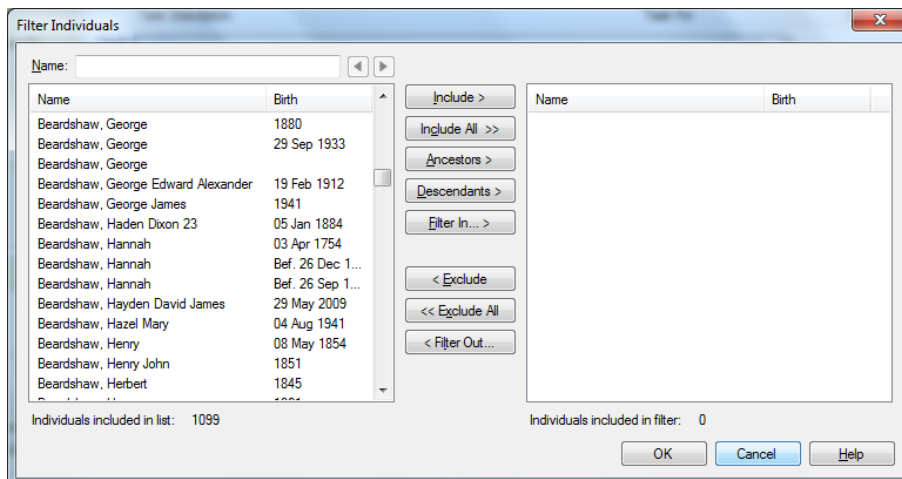 Filter Individuals
Name:
Name Birth
Beardshaw, George 1880
Beardshaw, George 29 Sep 1933
Beardshaw, George
Beardshaw, George Edward Alexander 19 Feb 1912
Beardshaw, George James 1941
Beardshaw, Haden Dixon 23 05 Jan 1884
Beardshaw, Hannah 03 Apr 1754
Beardshaw, Hannah Bef. 26 Dec 1...
Beardshaw, Hannah Bef. 26 Sep 1...
Beardshaw, Hayden David James 29 May 2009
Beardshaw, Hazel Mary 04 Aug 1941
Beardshaw, Henry 08 May 1854
Beardshaw, Henry John 1851
Beardshaw, Herbert 1845
Individuals included in list: 1099
Include >
Include All >>
Ancestors >
Descendants >
Filter In... >
< Exclude
<< Exclude All
< Filter Out...
Name Birth
Individuals included in filter: 0
OK Cancel Help